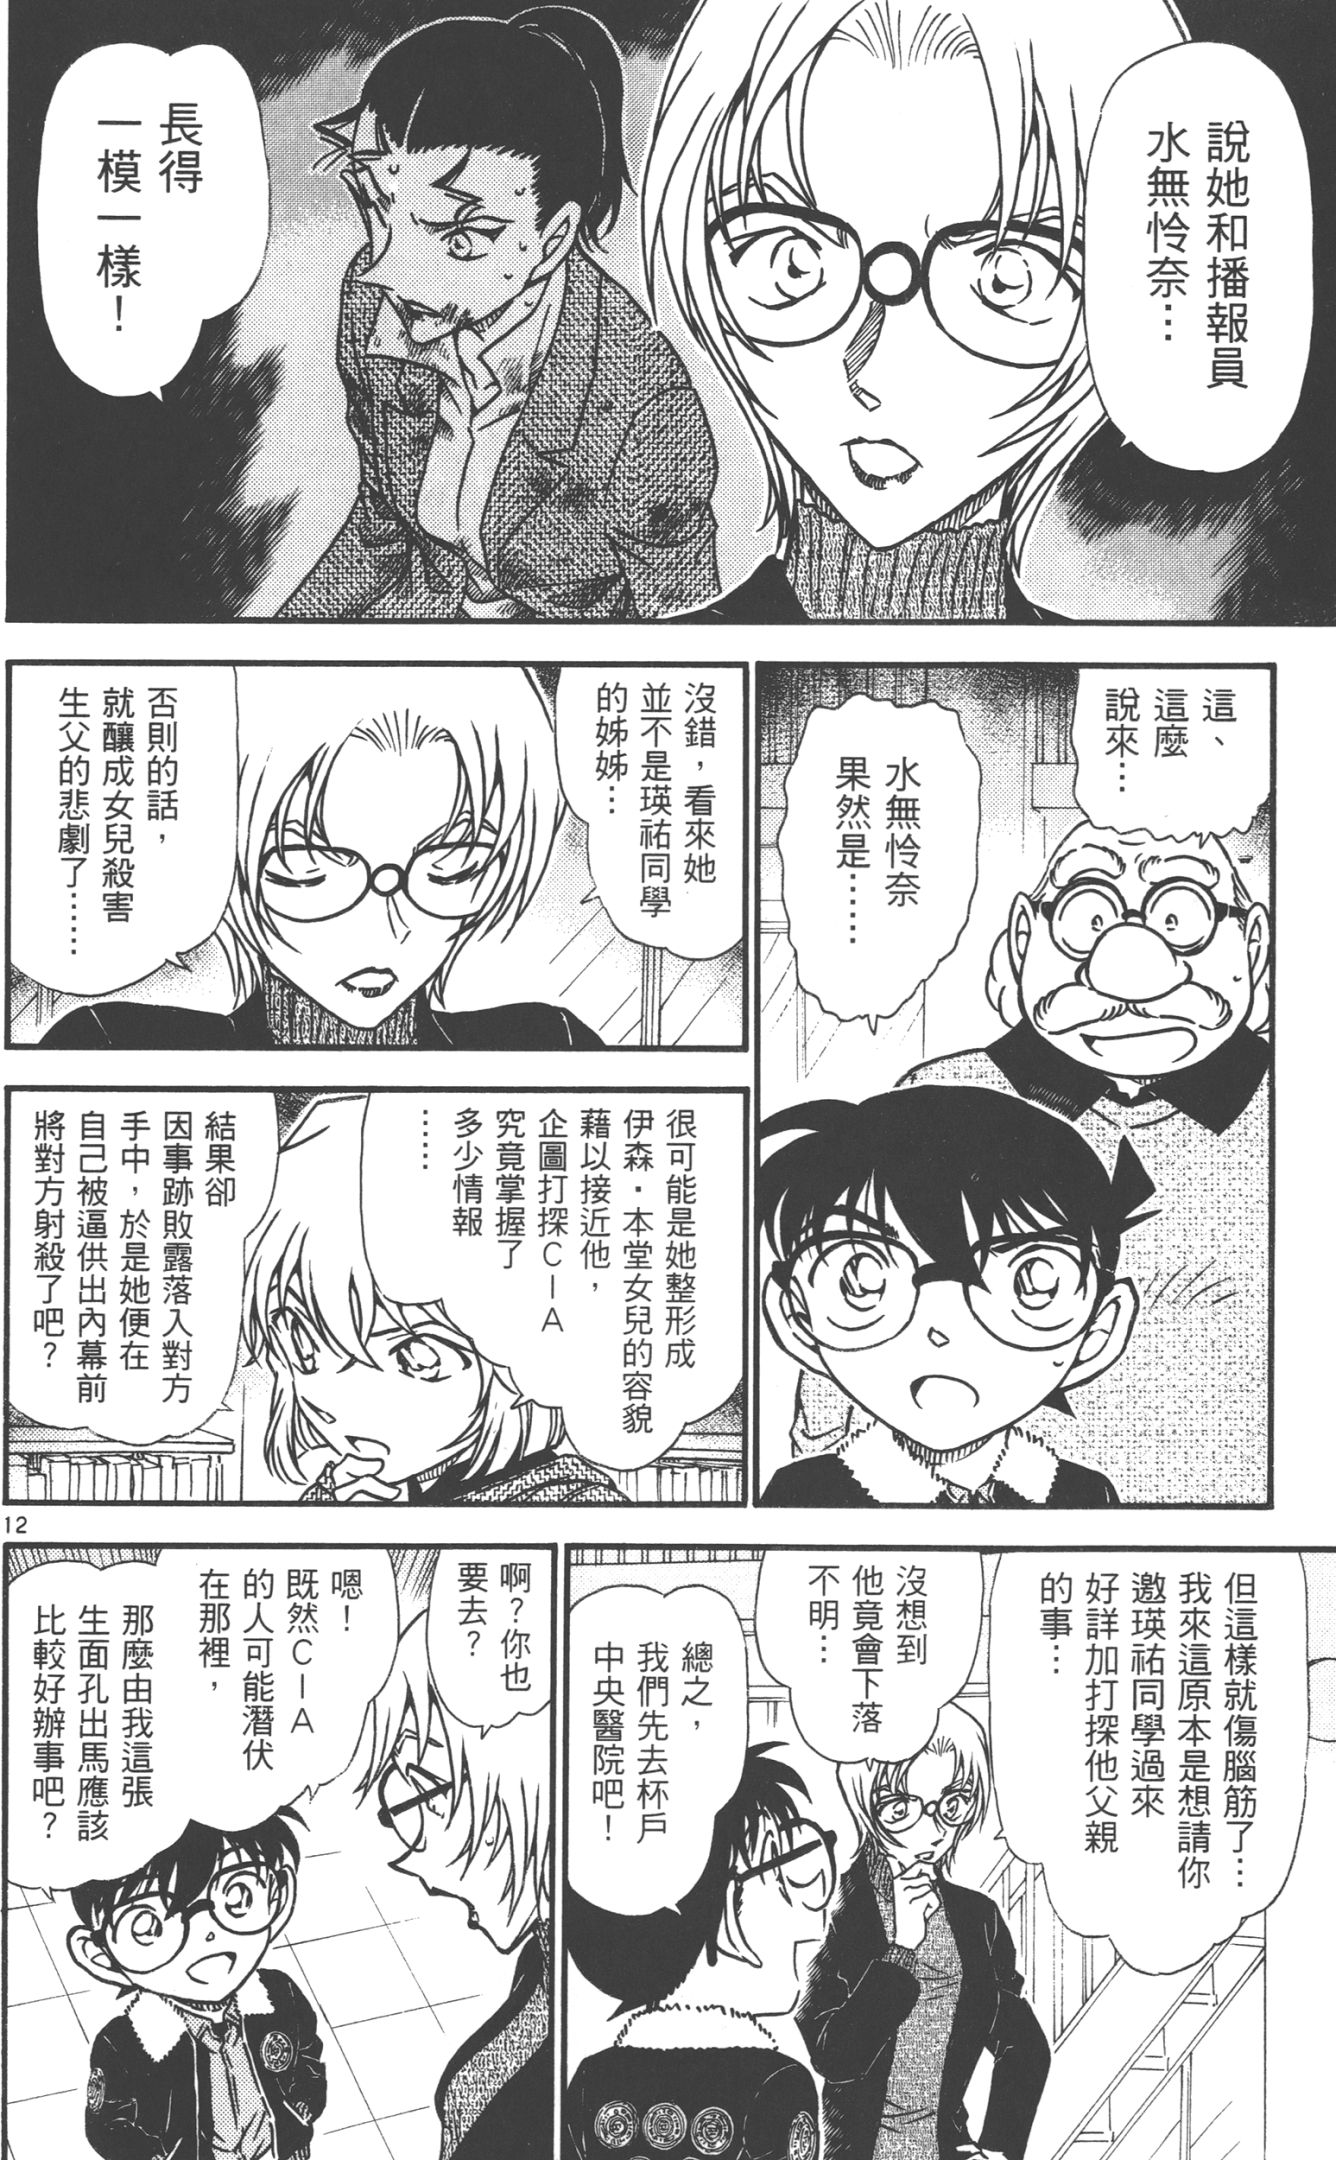 說她和播報員
水無怜奈…
長得
一模一樣！
這、
這麼
說來…
水無怜奈
果然是……
沒錯，看來她
並不是瑛祐同學
的姊姊…
否則的話，
就釀成女兒殺害
生父的悲劇了……
很可能是她整形成
伊森·本堂女兒的容貌
藉以接近他，
企圖打探CIA
究竟掌握了
多少情報
……
結果卻
因事跡敗露落入對方
手中，於是她便在
自己被逼供出內幕前
將對方射殺了吧？
12
但這樣就傷腦筋了…
我來這原本是想請你
邀瑛祐同學過來
好詳加打探他父親
的事…
沒想到
他竟會下落
不明…
總之，
我們先去杯戶
中央醫院吧！
啊？你也
要去？
嗯！
既然CIA
的人可能潛伏
在那裡，
那麼由我這張
生面孔出馬應該
比較好辦事吧？